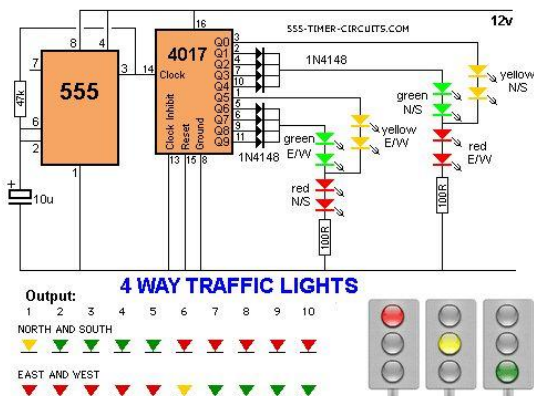 555-TIMER-CIRCUITS.COM
12v
16
8 4
4017
Q0 3
Q1 2
Q2 4
Q3 7
Q4 10
Q5 1
Q6 5
Q7 6
Q8 9
Q9 11
1N4148
7
3
14
Clock
555
47k
yellow
N/S
green
N/S
6
2
Clock Inhibit
Reset
Ground
green
E/W
yellow
E/W
red
E/W
1N4148
13 15 8
1
red
N/S
10u
+
100R
100R
4 WAY TRAFFIC LIGHTS
Output:
1 2 3 4 5 6 7 8 9 10
NORTH AND SOUTH
EAST AND WEST